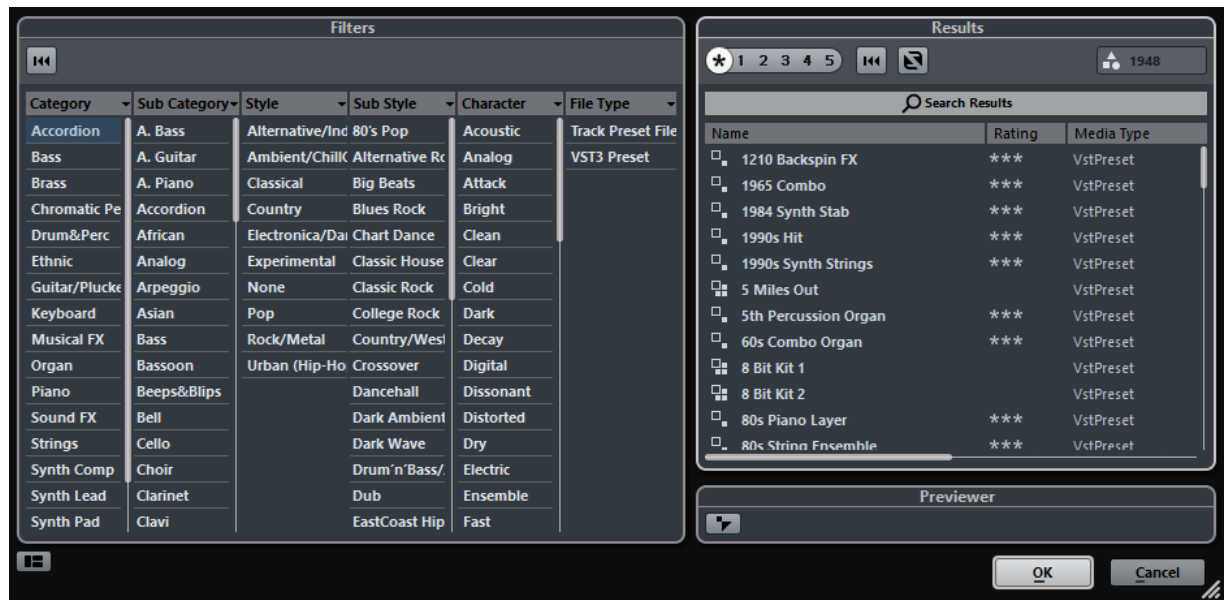 Filters
Category Sub Category Style Sub Style Character File Type
Accordion A. Bass Alternative/Ind 80's Pop Acoustic Track Preset File
Bass A. Guitar Ambient/Chill Alternative Ro Analog VST3 Preset
Brass A. Piano Classical Big Beats Attack
Chromatic Pe Accordion Country Blues Rock Bright
Drum&Perc African Electronica/Da Chart Dance Clean
Ethnic Analog Experimental Classic House Clear
Guitar/Plucke Arpeggio None Classic Rock Cold
Keyboard Asian Pop College Rock Dark
Musical FX Bass Rock/Metal Country/West Decay
Organ Bassoon Urban (Hip-Ho Crossover Digital
Piano Beeps&Blips Dancehall Dissonant
Sound FX Bell Dark Ambient Distorted
Strings Cello Dark Wave Dry
Synth Comp Choir Drum´n´Bass/ Electric
Synth Lead Clarinet Dub Ensemble
Synth Pad Clavi EastCoast Hip Fast
Results
* 1 2 3 4 5 1948
Search Results
Name Rating Media Type
1210 Backspin FX *** VstPreset
1965 Combo *** VstPreset
1984 Synth Stab *** VstPreset
1990s Hit *** VstPreset
1990s Synth Strings *** VstPreset
5 Miles Out VstPreset
5th Percussion Organ *** VstPreset
60s Combo Organ *** VstPreset
8 Bit Kit 1 VstPreset
8 Bit Kit 2 VstPreset
80s Piano Layer *** VstPreset
80s String Ensemble *** VstPreset
Previewer
OK Cancel